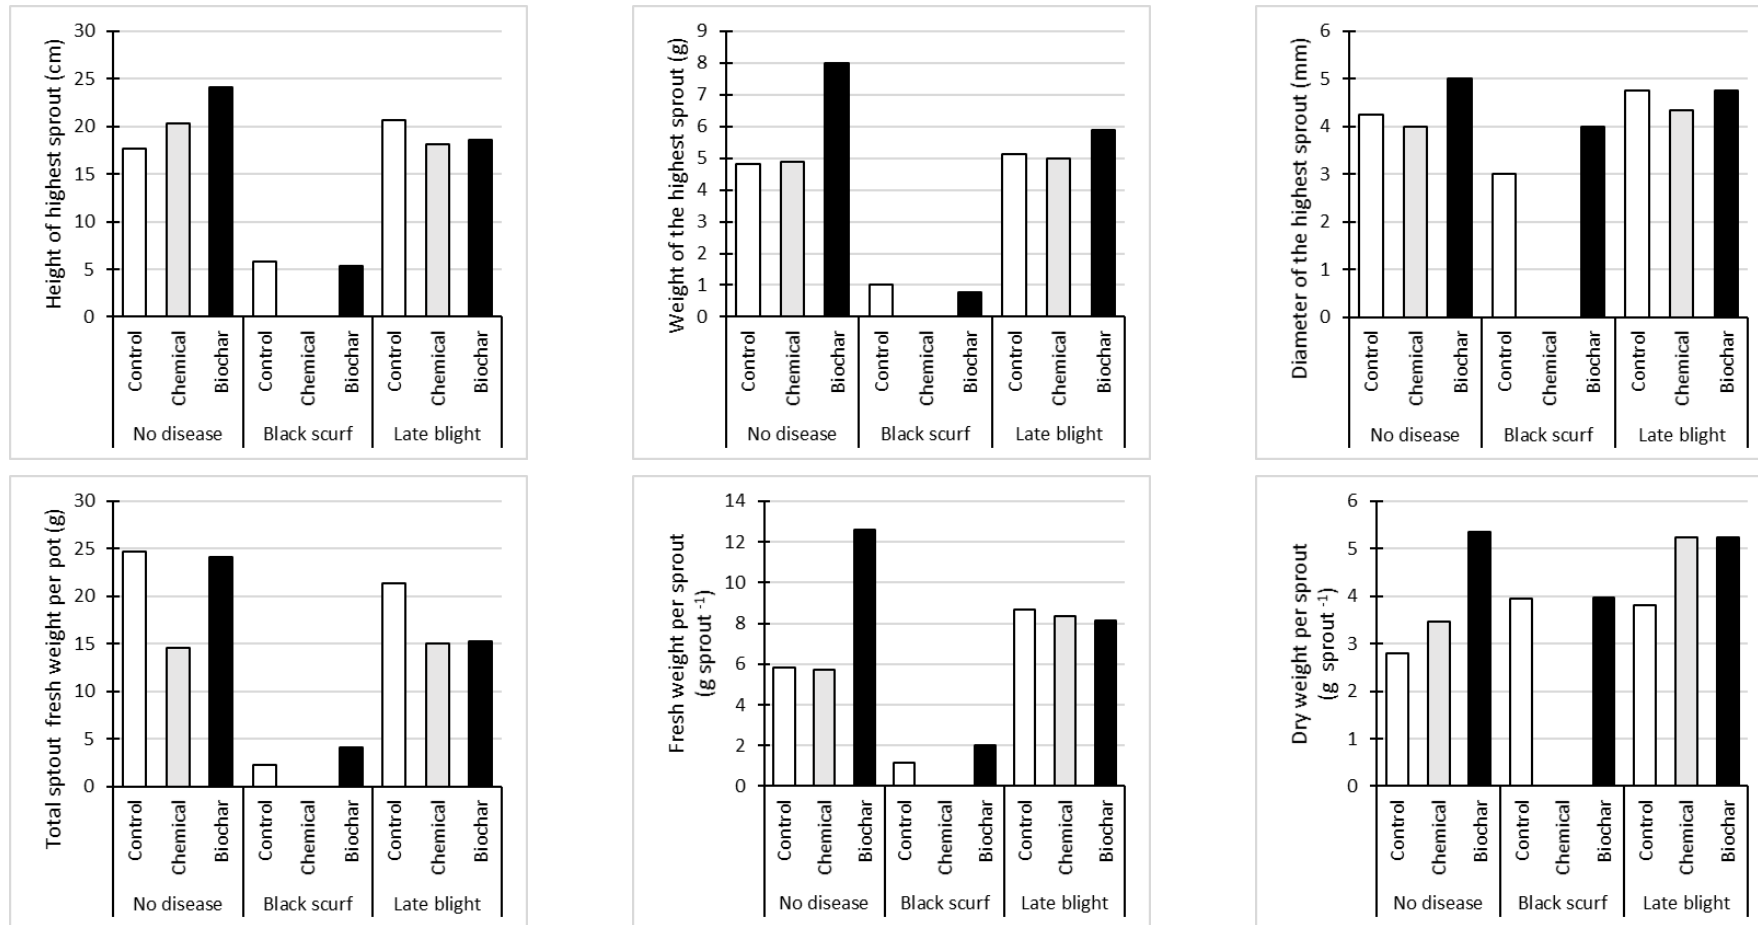 Height of highest sprout (cm)
30
25
20
15
10
5
0
Control
Chemical
Biochar
Control
Chemical
Biochar
Control
Chemical
Biochar
No disease
Black scurf
Late blight
Weight of the highest sprout (g)
9
8
7
6
5
4
3
2
1
0
Control
Chemical
Biochar
Control
Chemical
Biochar
Control
Chemical
Biochar
No disease
Black scurf
Late blight
Diameter of the highest sprout (mm)
6
5
4
3
2
1
0
Control
Chemical
Biochar
Control
Chemical
Biochar
Control
Chemical
Biochar
No disease
Black scurf
Late blight
Total sptout fresh weight per pot (g)
30
25
20
15
10
5
0
Control
Chemical
Biochar
Control
Chemical
Biochar
Control
Chemical
Biochar
No disease
Black scurf
Late blight
Fresh weight per sprout
(g sprout -1)
14
12
10
8
6
4
2
0
Control
Chemical
Biochar
Control
Chemical
Biochar
Control
Chemical
Biochar
No disease
Black scurf
Late blight
Dry weight per sprout
(g sprout -1)
6
5
4
3
2
1
0
Control
Chemical
Biochar
Control
Chemical
Biochar
Control
Chemical
Biochar
No disease
Black scurf
Late blight